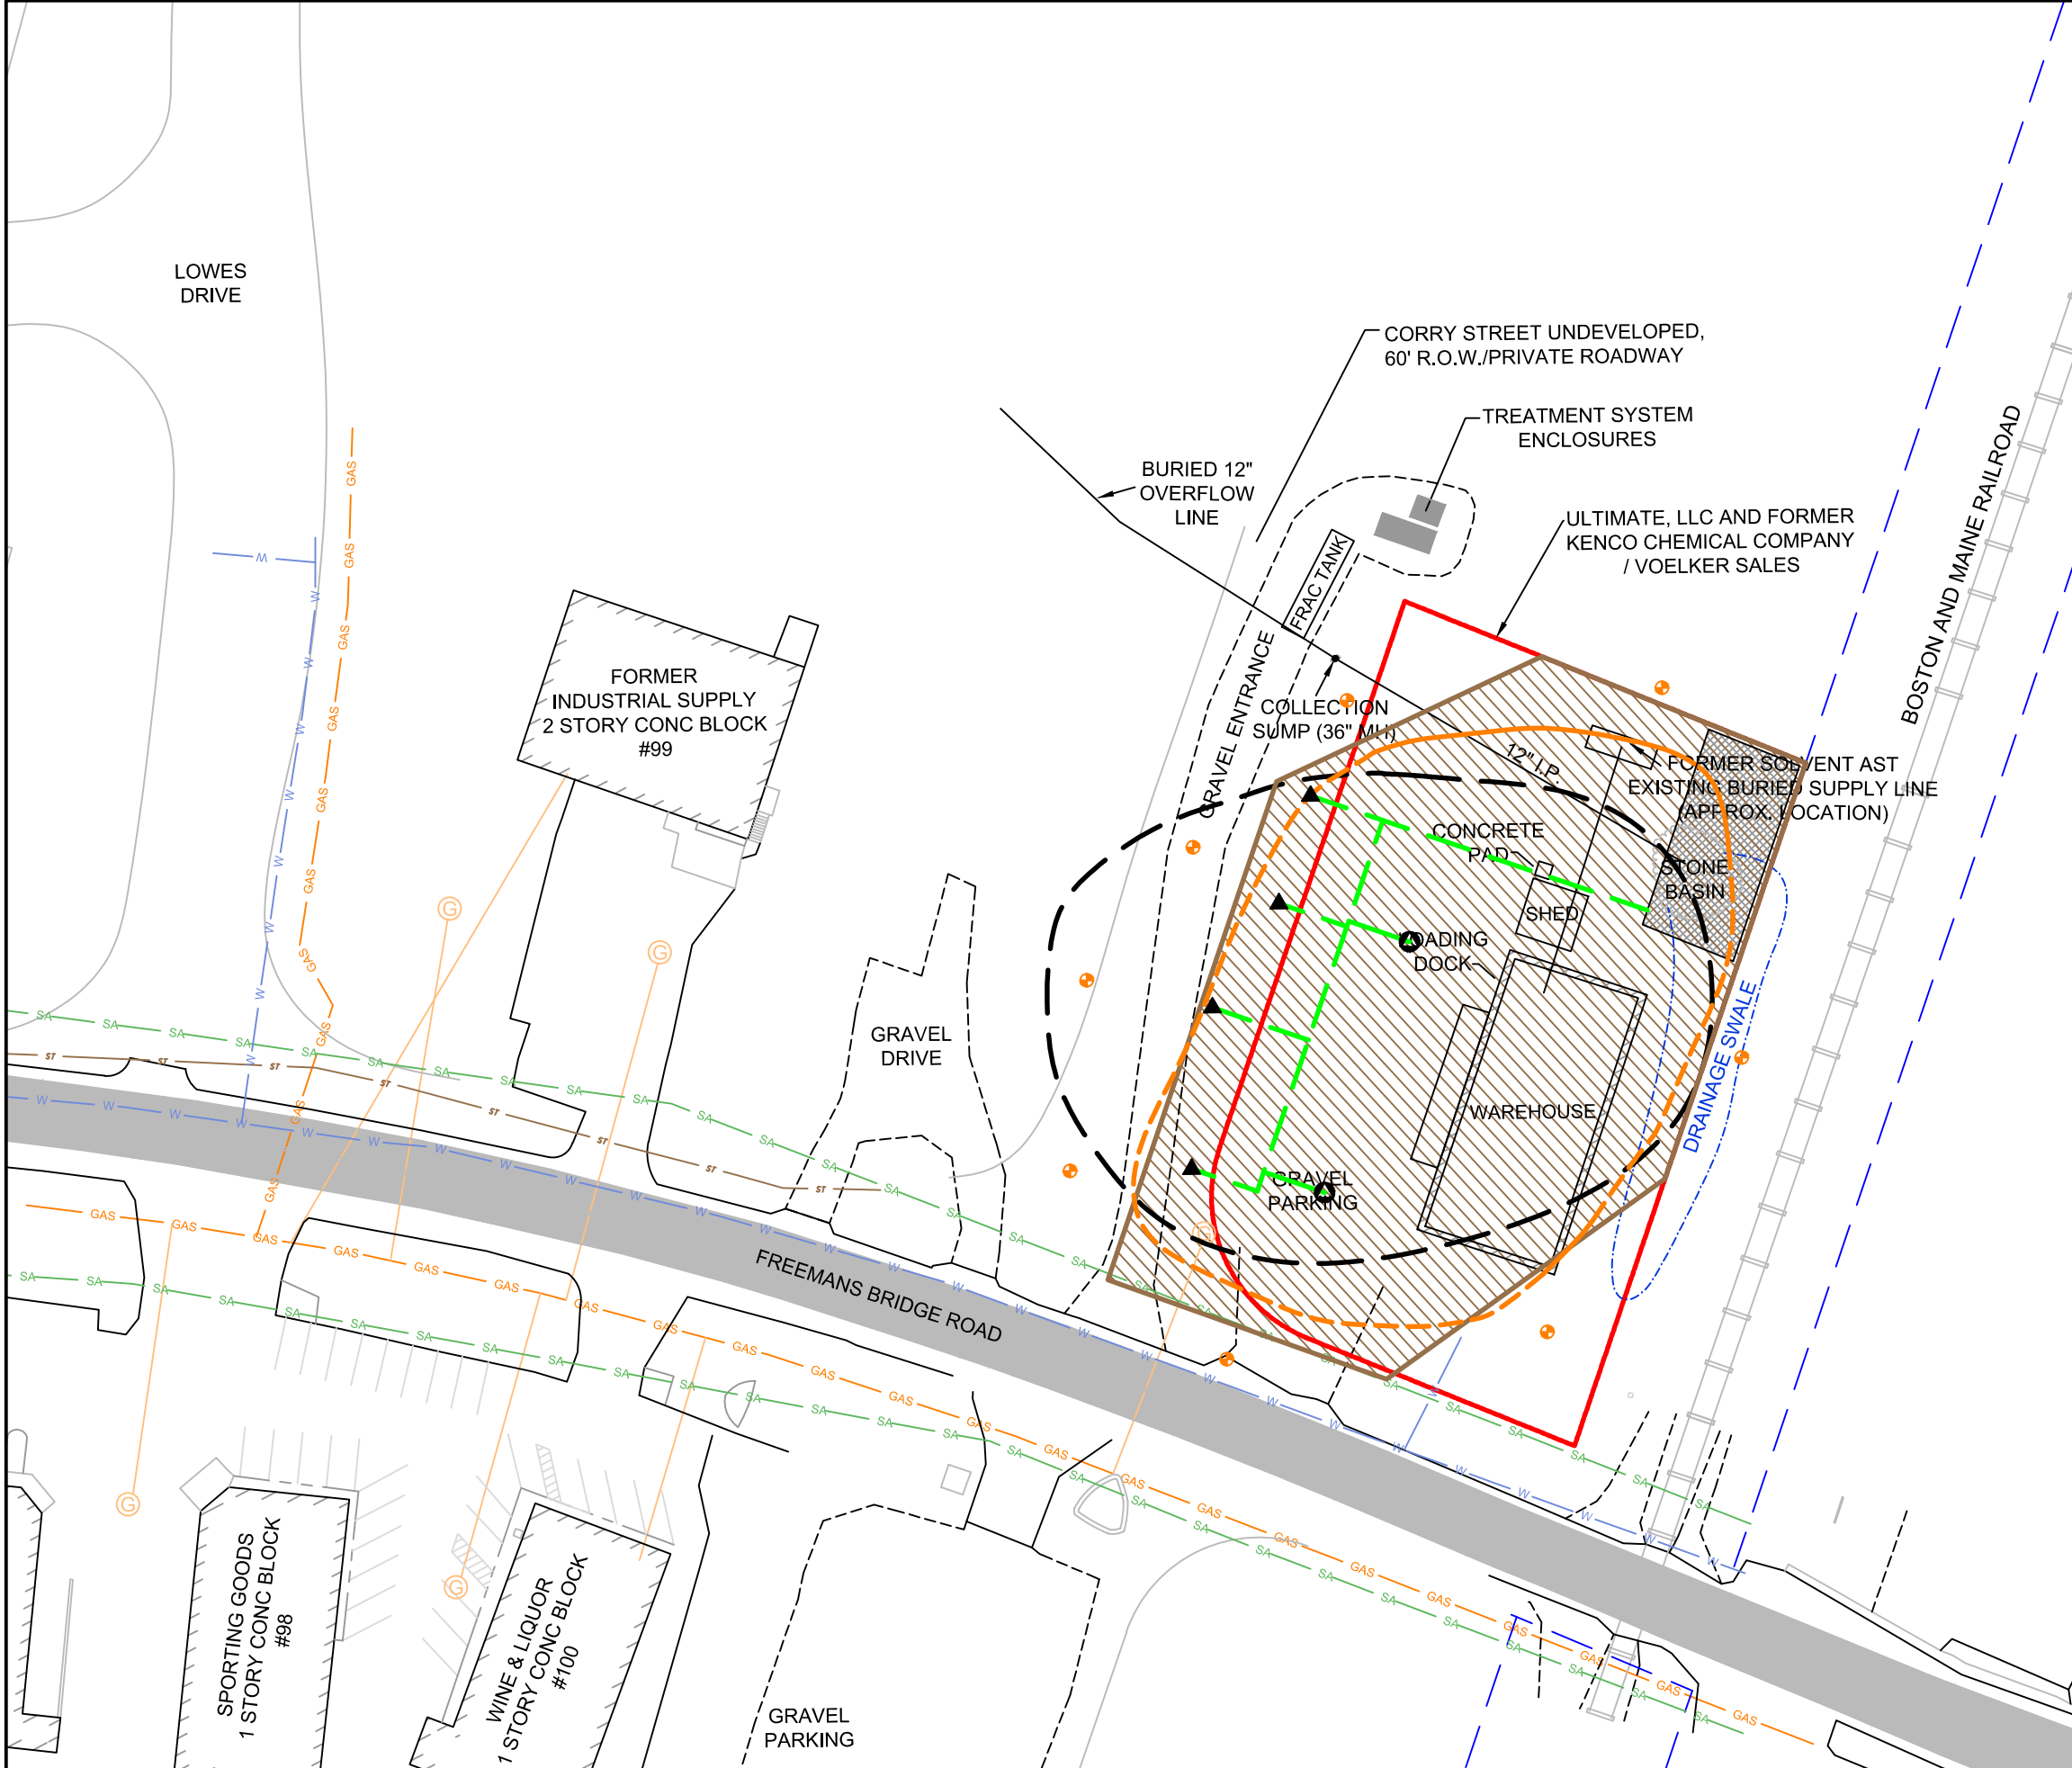 LOWES
DRIVE
CORRY STREET UNDEVELOPED,
60' R.O.W./PRIVATE ROADWAY
TREATMENT SYSTEM
ENCLOSURES
BURIED 12"
OVERFLOW
LINE
ULTIMATE, LLC AND FORMER
KENCO CHEMICAL COMPANY
/ VOELKER SALES
BOSTON AND MAINE RAILROAD
FRAC TANK
GRAVEL ENTRANCE
FORMER
INDUSTRIAL SUPPLY
2 STORY CONC BLOCK
#99
COLLECTION
SUMP (36" MH)
12" I.P.
FORMER SOLVENT AST
EXISTING BURIED SUPPLY LINE
(APPROX. LOCATION)
CONCRETE
PAD
STONE
BASIN
SHED
LOADING
DOCK
GRAVEL
DRIVE
WAREHOUSE
DRAINAGE SWALE
GRAVEL
PARKING
FREEMANS BRIDGE ROAD
SPORTING GOODS
1 STORY CONC BLOCK
#98
WINE & LIQUOR
1 STORY CONC BLOCK
#100
GRAVEL
PARKING
GAS
W
SA
ST
G